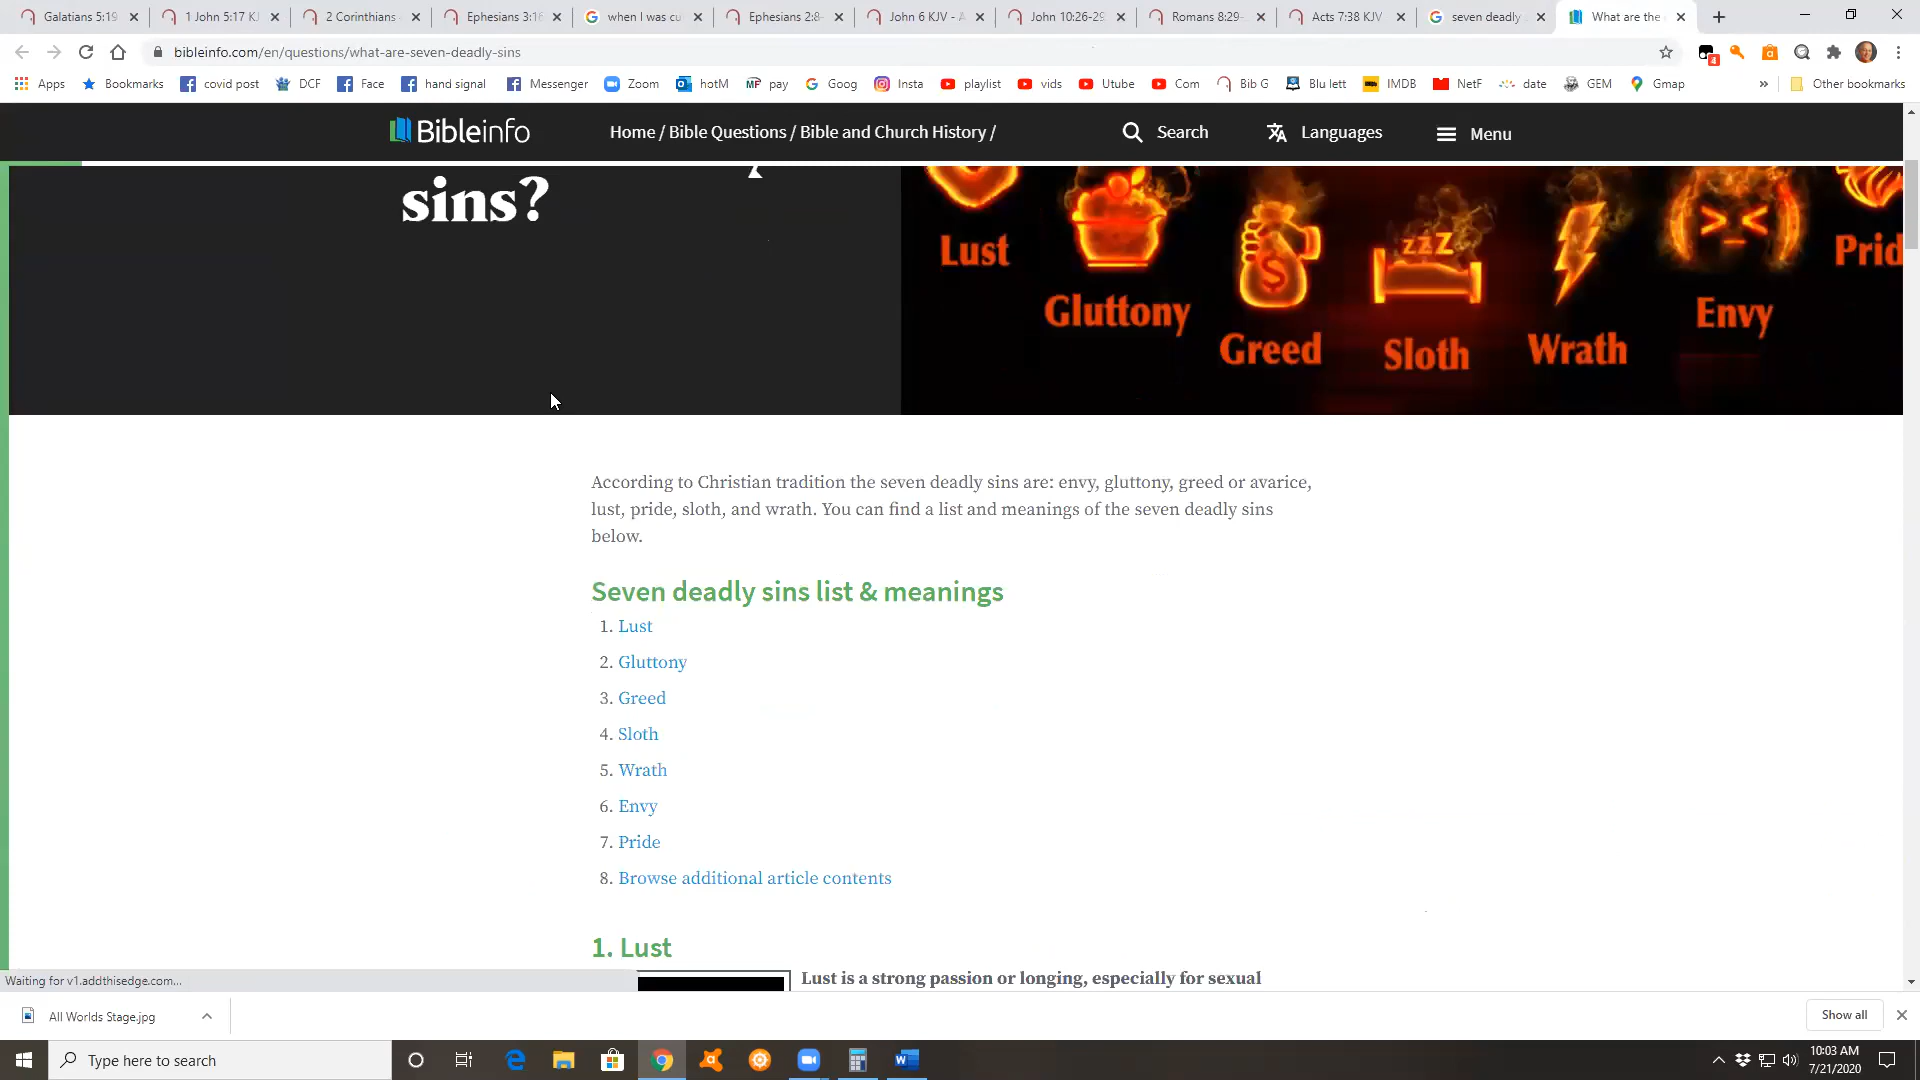 Galatians 5:19
1 John 5:17 KJ
2 Corinthians
Ephesians 3:16
when I was cu
Ephesians 2:8-
John 6 KJV - A
John 10:26-29
Romans 8:29-
Acts 7:38 KJV
seven deadly
What are the
bibleinfo.com/en/questions/what-are-seven-deadly-sins
4
Apps
Bookmarks
covid post
DCF
Face
hand signal
Messenger
Zoom
hotM
MF pay
Goog
Insta
playlist
vids
Utube
Com
Bib G
Blu lett
IMDB
NetF
date
GEM
Gmap
»
Other bookmarks
Bibleinfo
Home / Bible Questions / Bible and Church History /
Search
Languages
Menu
sins?
Lust
Gluttony
Greed
zzZ
Sloth
Wrath
Envy
Prid
$
According to Christian tradition the seven deadly sins are: envy, gluttony, greed or avarice,
lust, pride, sloth, and wrath. You can find a list and meanings of the seven deadly sins
below.
Seven deadly sins list & meanings
1. Lust
2. Gluttony
3. Greed
4. Sloth
5. Wrath
6. Envy
7. Pride
8. Browse additional article contents
1. Lust
Lust is a strong passion or longing, especially for sexual
Waiting for v1.addthisedge.com...
All Worlds Stage.jpg
Show all
Type here to search
10:03 AM
7/21/2020